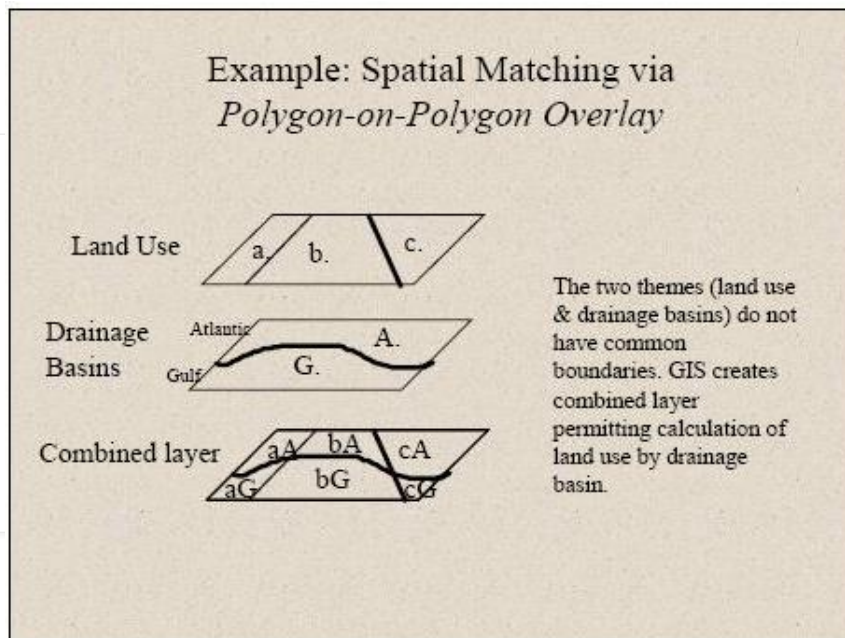 Example: Spatial Matching via
Polygon-on-Polygon Overlay
Land Use
a.
b.
c.
Drainage
Basins
Atlantic
Gulf
A.
G.
Combined layer
aA
bA
cA
aG
bG
cG
The two themes (land use
& drainage basins) do not
have common
boundaries. GIS creates
combined layer
permitting calculation of
land use by drainage
basin.